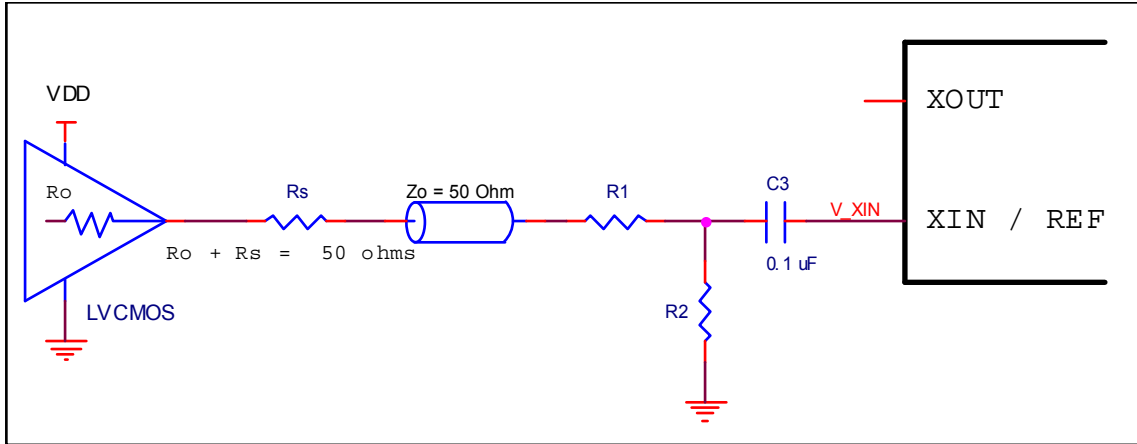 VDD
XOUT
Ro
Rs
Zo = 50 Ohm
R1
C3
V_XIN
XIN / REF
Ro + Rs = 50 ohms
0.1 uF
LVCMOS
R2